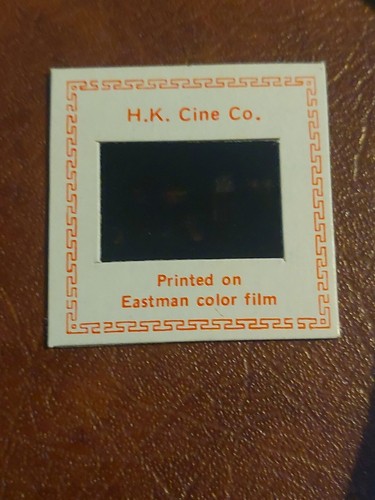 H.K. Cine Co.
Printed on
Eastman color film